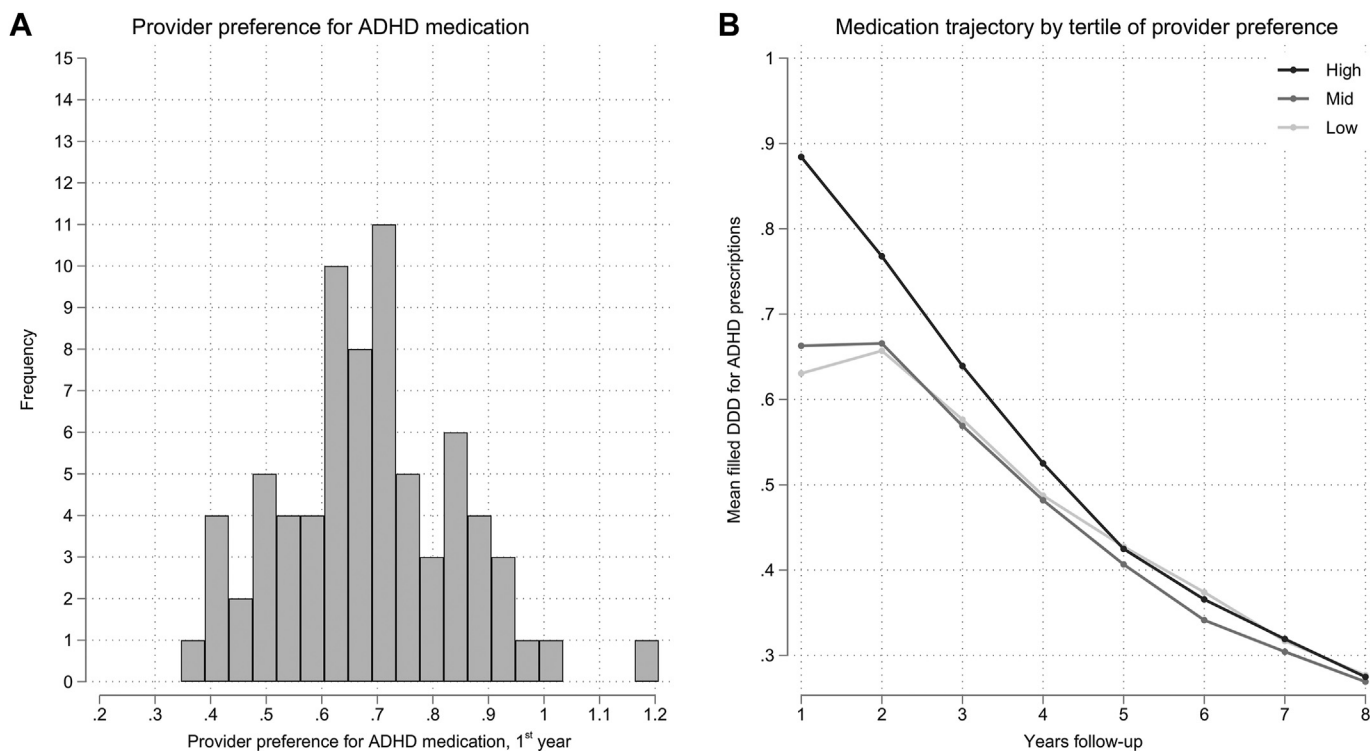 A
Provider preference for ADHD medication
15
14
13
12
11
10
9
8
7
6
5
4
3
2
1
0
Frequency
.2 .3 .4 .5 .6 .7 .8 .9 1 1.1 1.2
Provider preference for ADHD medication, 1st year
B
Medication trajectory by tertile of provider preference
High
Mid
Low
1
.9
.8
.7
.6
.5
.4
.3
Mean filled DDD for ADHD prescriptions
1 2 3 4 5 6 7 8
Years follow-up